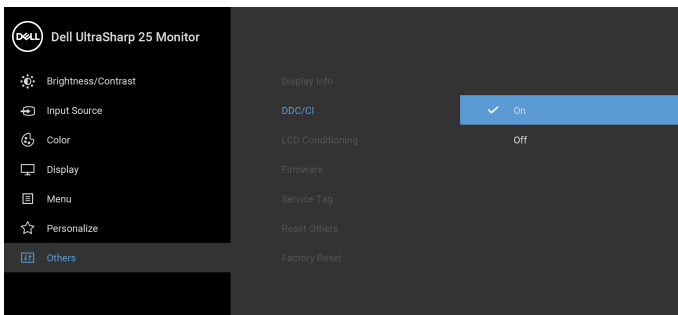 DELL
Dell UltraSharp 25 Monitor
Brightness/Contrast
Input Source
Color
Display
Menu
Personalize
Others
Display Info
DDC/CI
LCD Conditioning
Firmware
Service Tag
Reset Others
Factory Reset
On
Off